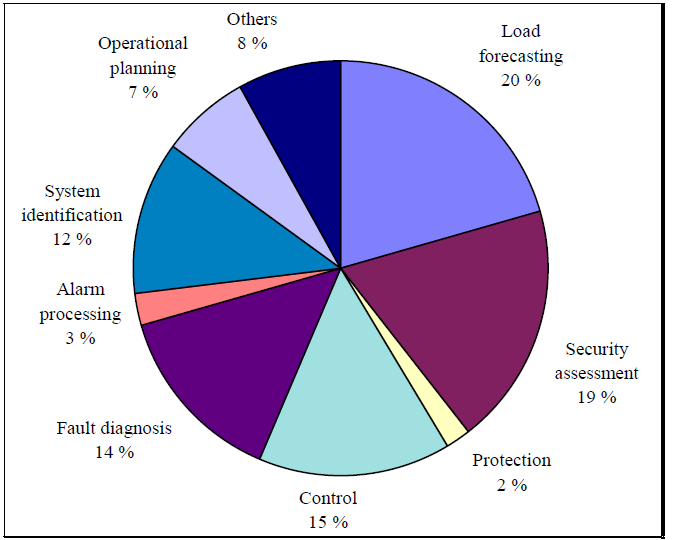 Others
8 %
Load
forecasting
20 %
Security
assessment
19 %
Protection
2 %
Control
15 %
Fault diagnosis
14 %
Alarm
processing
3 %
System
identification
12 %
Operational
planning
7 %